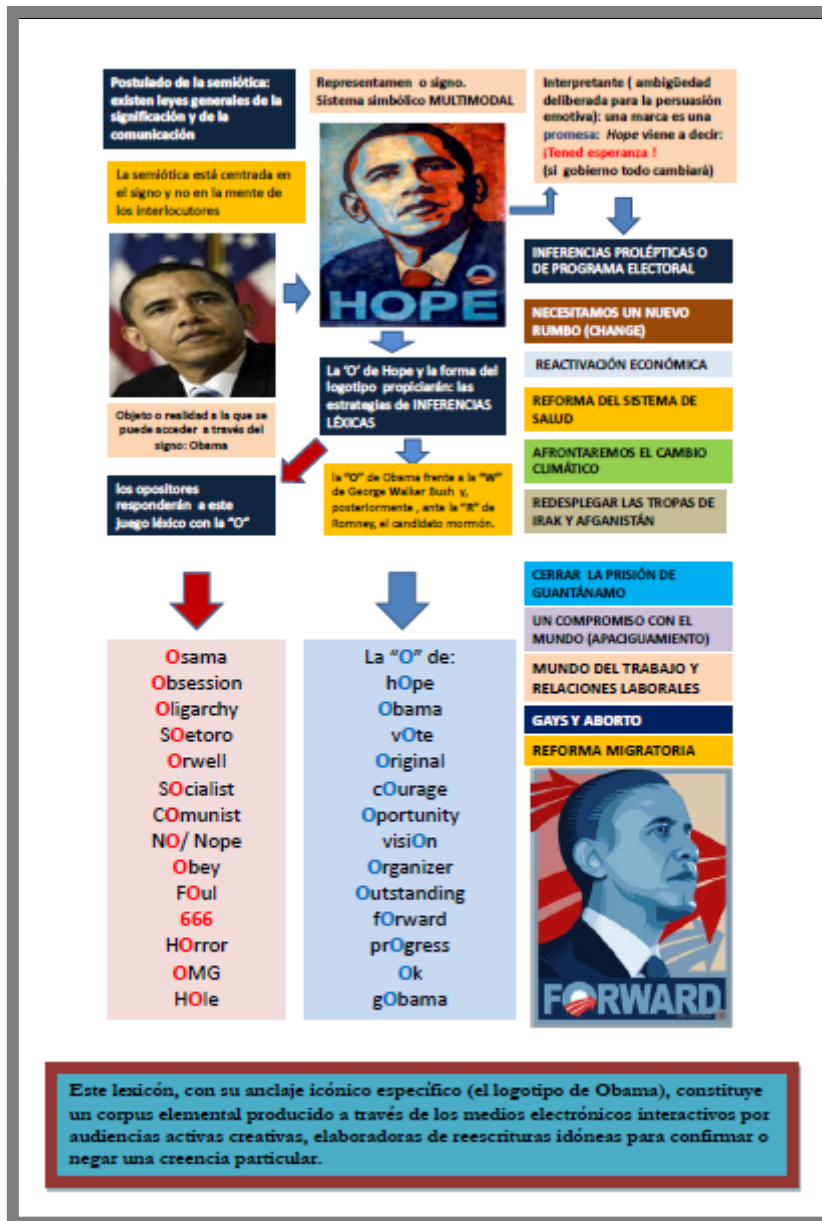 Postulado de la semiótica:
existen leyes generales de la
significación y de la
comunicación
La semiótica está centrada en
el signo y no en la mente de
los interlocutores
Objeto o realidad a la que se
puede acceder a través del
signo: Obama
los opositores
responderán a este
juego léxico con la "O"
Osama
Obsession
Oligarchy
SOetoro
Orwell
SOcialist
COmunist
NO/ Nope
Obey
FOul
666
HOrror
OMG
HOle
Representamen o signo.
Sistema simbólico MULTIMODAL
HOPE
La 'O' de Hope y la forma del
logotipo propiciarán: las
estrategias de INFERENCIAS
LÉXICAS
la "O" de Obama frente a la "W"
de George Walker Bush y,
posteriormente , ante la "R" de
Romney, el candidato mormón.
La "O" de:
hOpe
Obama
vOte
Original
cOurage
Oportunity
visiOn
Organizer
Outstanding
fOrward
prOgress
Ok
gObama
Interpretante ( ambigüedad
deliberada para la persuasión
emotiva): una marca es una
promesa: Hope viene a decir:
¡Tened esperanza !
(si gobierno todo cambiará)
INFERENCIAS PROLÉPTICAS O
DE PROGRAMA ELECTORAL
NECESITAMOS UN NUEVO
RUMBO (CHANGE)
REACTIVACIÓN ECONÓMICA
REFORMA DEL SISTEMA DE
SALUD
AFRONTAREMOS EL CAMBIO
CLIMÁTICO
REDESPLEGAR LAS TROPAS DE
IRAK Y AFGANISTÁN
CERRAR LA PRISIÓN DE
GUANTÁNAMO
UN COMPROMISO CON EL
MUNDO (APACIGUAMIENTO)
MUNDO DEL TRABAJO Y
RELACIONES LABORALES
GAYS Y ABORTO
REFORMA MIGRATORIA
FORWARD
Este lexicón, con su anclaje icónico específico (el logotipo de Obama), constituye
un corpus elemental producido a través de los medios electrónicos interactivos por
audiencias activas creativas, elaboradoras de reescrituras idóneas para confirmar o
negar una creencia particular.